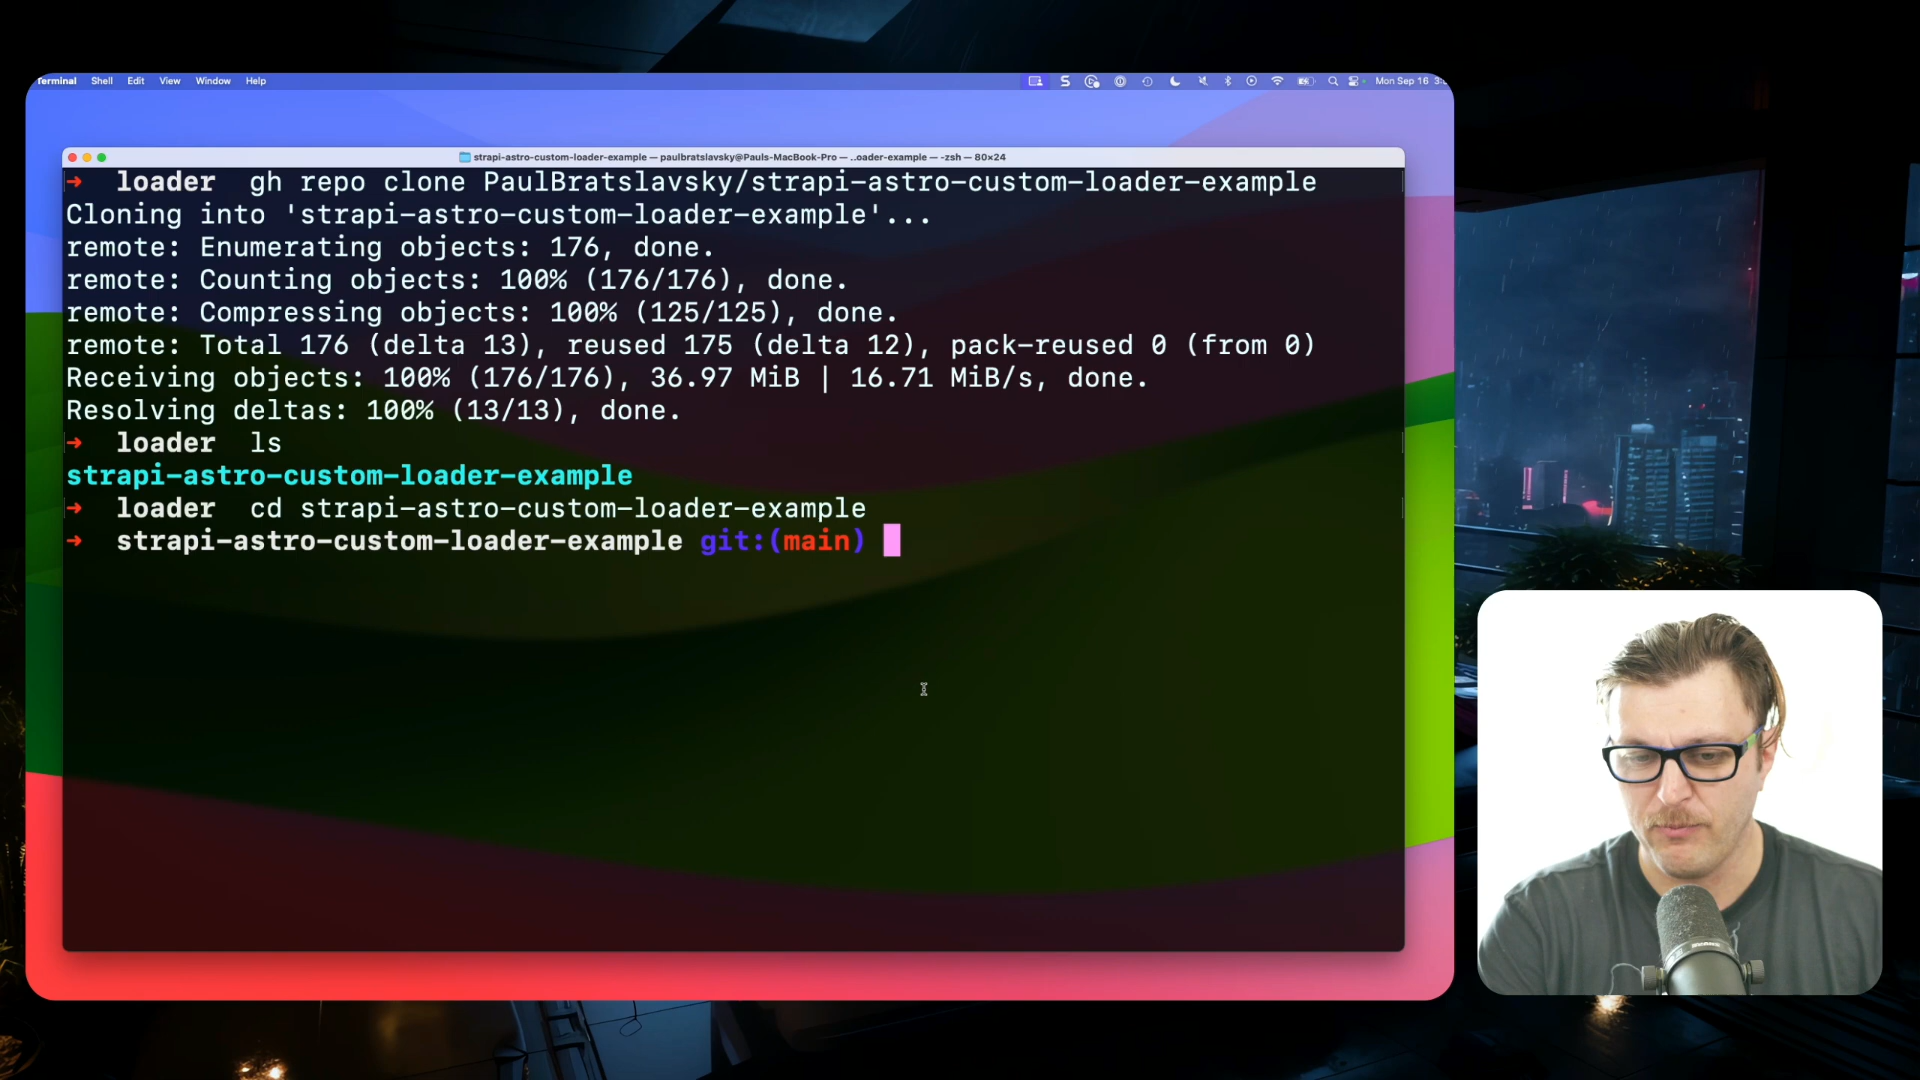 Terminal Shell Edit View Window Help
Mon Sep 16
strapi-astro-custom-loader-example — paulbratslavsky@Pauls-MacBook-Pro — ..oader-example — -zsh — 80×24
➜ loader gh repo clone PaulBratslavsky/strapi-astro-custom-loader-example
Cloning into 'strapi-astro-custom-loader-example'...
remote: Enumerating objects: 176, done.
remote: Counting objects: 100% (176/176), done.
remote: Compressing objects: 100% (125/125), done.
remote: Total 176 (delta 13), reused 175 (delta 12), pack-reused 0 (from 0)
Receiving objects: 100% (176/176), 36.97 MiB | 16.71 MiB/s, done.
Resolving deltas: 100% (13/13), done.
➜ loader ls
strapi-astro-custom-loader-example
➜ loader cd strapi-astro-custom-loader-example
➜ strapi-astro-custom-loader-example git:(main)